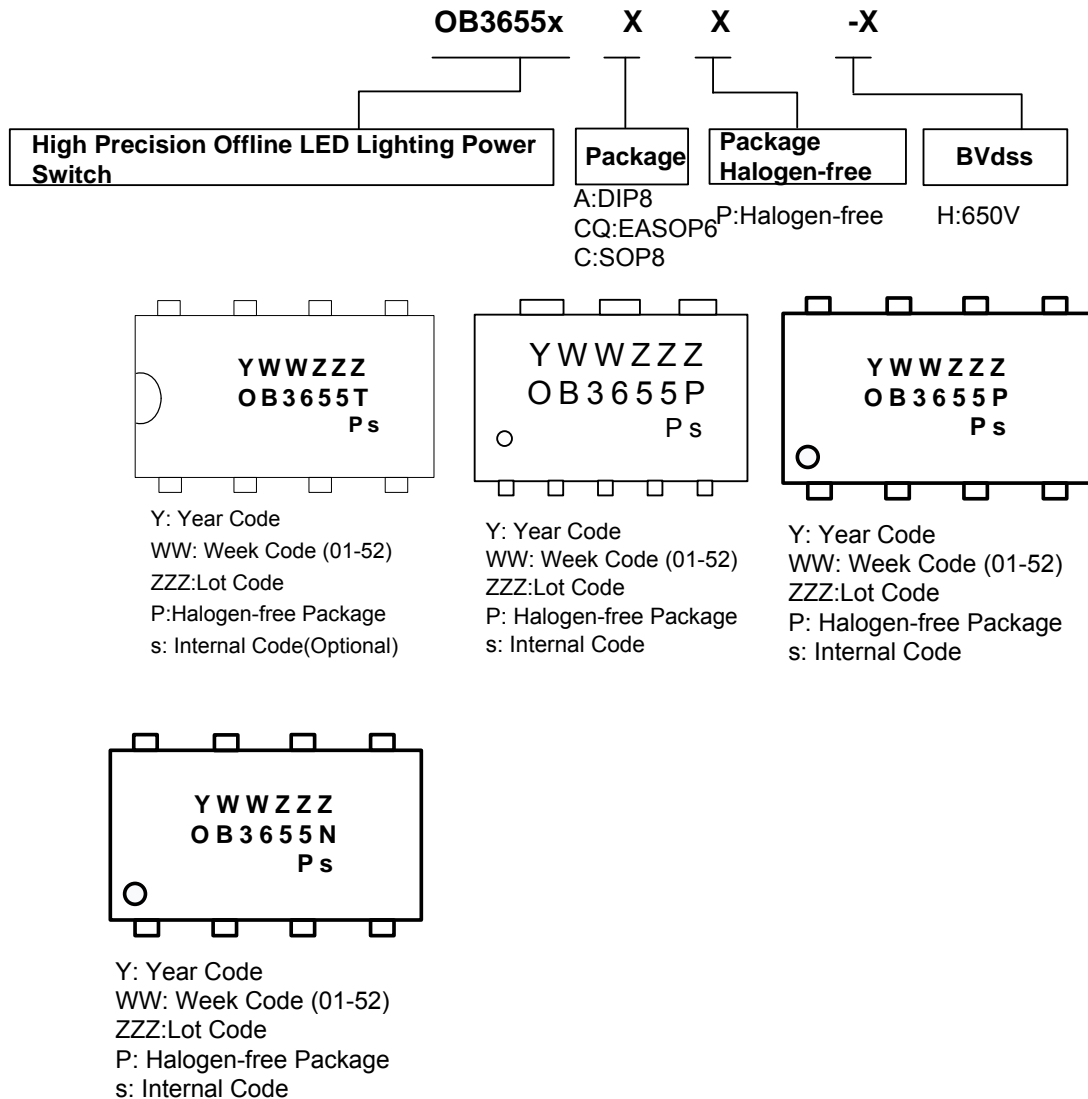 OB3655x X X -X
High Precision Offline LED Lighting Power
Switch
Package
Package
Halogen-free
BVdss
A:DIP8
CQ:EASOP6
C:SOP8
P:Halogen-free
H:650V
YWWZZZ
OB3655T
Ps
Y: Year Code
WW: Week Code (01-52)
ZZZ:Lot Code
P:Halogen-free Package
s: Internal Code(Optional)
YWWZZZ
OB3655P
Ps
Y: Year Code
WW: Week Code (01-52)
ZZZ:Lot Code
P: Halogen-free Package
s: Internal Code
YWWZZZ
OB3655P
Ps
Y: Year Code
WW: Week Code (01-52)
ZZZ:Lot Code
P: Halogen-free Package
s: Internal Code
YWWZZZ
OB3655N
Ps
Y: Year Code
WW: Week Code (01-52)
ZZZ:Lot Code
P: Halogen-free Package
s: Internal Code